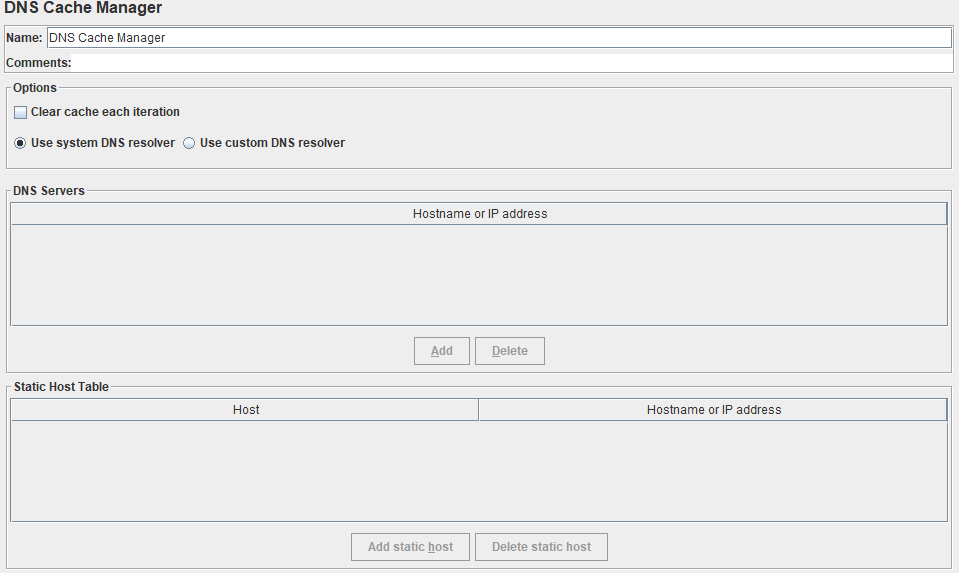 DNS Cache Manager
Name: DNS Cache Manager
Comments:
Options
Clear cache each iteration
Use system DNS resolver Use custom DNS resolver
DNS Servers
Hostname or IP address
Add Delete
Static Host Table
Host Hostname or IP address
Add static host Delete static host